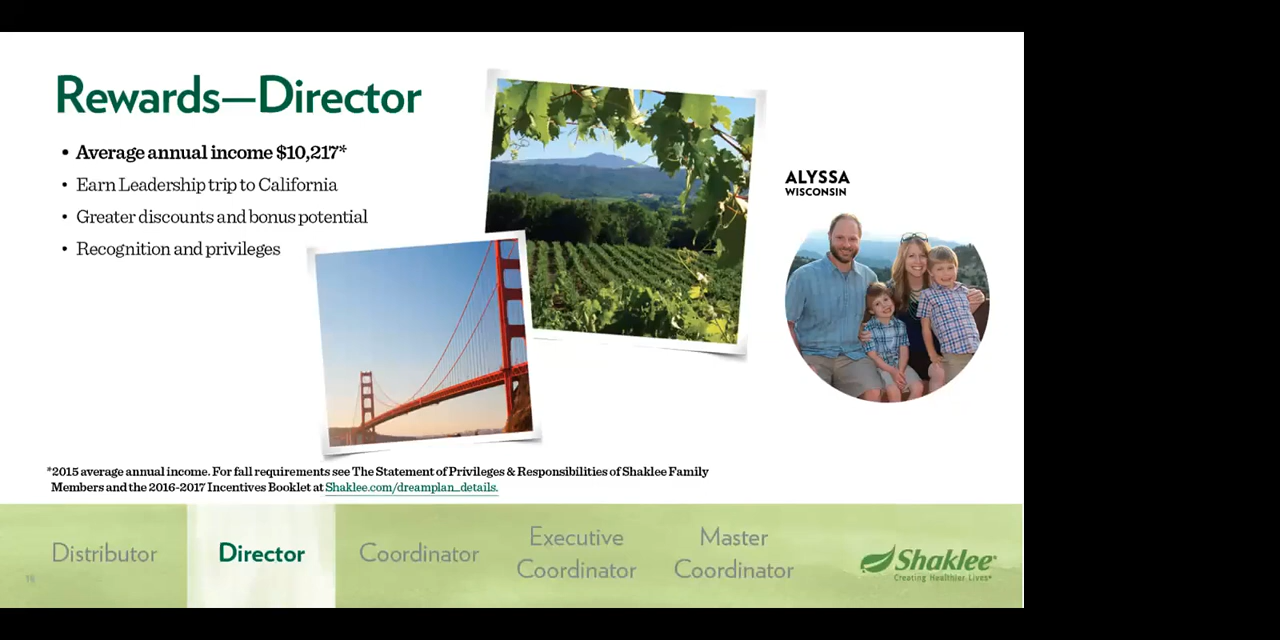 Rewards—Director
• Average annual income $10,217*
• Earn Leadership trip to California
• Greater discounts and bonus potential
• Recognition and privileges
ALYSSA
WISCONSIN
*2015 average annual income. For fall requirements see The Statement of Privileges & Responsibilities of Shaklee Family
Members and the 2016-2017 Incentives Booklet at Shaklee.com/dreamplan_details.
Distributor
Director
Coordinator
Executive
Coordinator
Master
Coordinator
Shaklee®
Creating Healthier Lives®